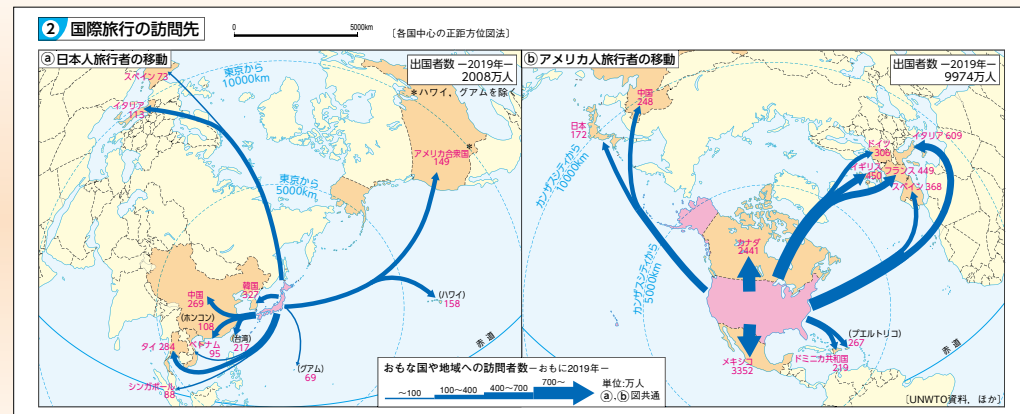 2 国際旅行の訪問先
0 5000km
〔各国中心の正距方位図法〕
ⓐ日本人旅行者の移動
出国者数 －2019年－
2008万人
＊ハワイ，グアムを除く
東京から
10000km
東京から
5000km
スペイン 73
イタリア
113
アメリカ合衆国
149
＊
中国
269
韓国
327
(ホンコン)
108
ベトナム
95
(台湾)
217
タイ 284
シンガポール
88
(グアム)
69
(ハワイ)
158
赤道
ⓑアメリカ人旅行者の移動
出国者数 －2019年－
9974万人
カンザスシティから
10000km
カンザスシティから
5000km
中国
248
日本
172
ドイツ
306
イタリア 609
イギリス
450
フランス 449
スペイン 368
カナダ
2441
メキシコ
3352
(プエルトリコ)
267
ドミニカ共和国
219
赤道
おもな国や地域への訪問者数－おもに2019年－
～100 100～400 400～700 700～
単位:万人
ⓐ，ⓑ図共通
〔UNWTO資料，ほか〕